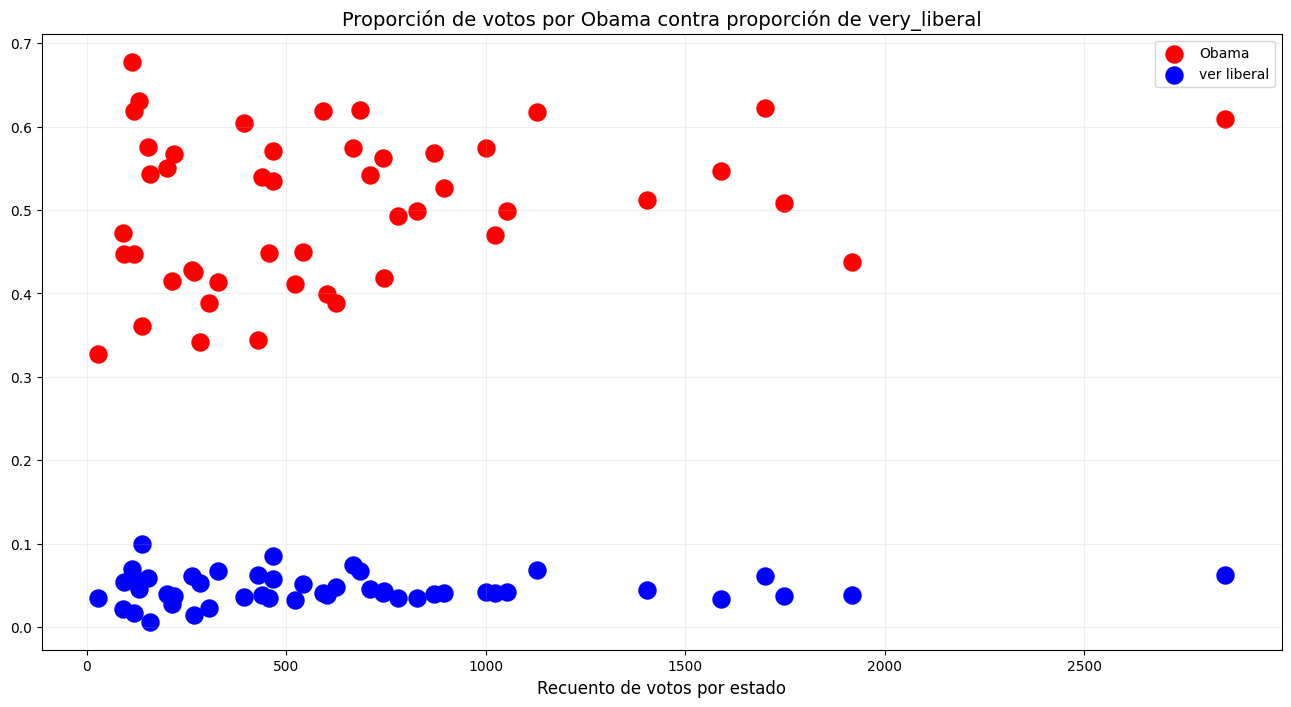 Proporción de votos por Obama contra proporción de very_liberal
Obama
ver liberal
0.7
0.6
0.5
0.4
0.3
0.2
0.1
0.0
0 500 1000 1500 2000 2500
Recuento de votos por estado